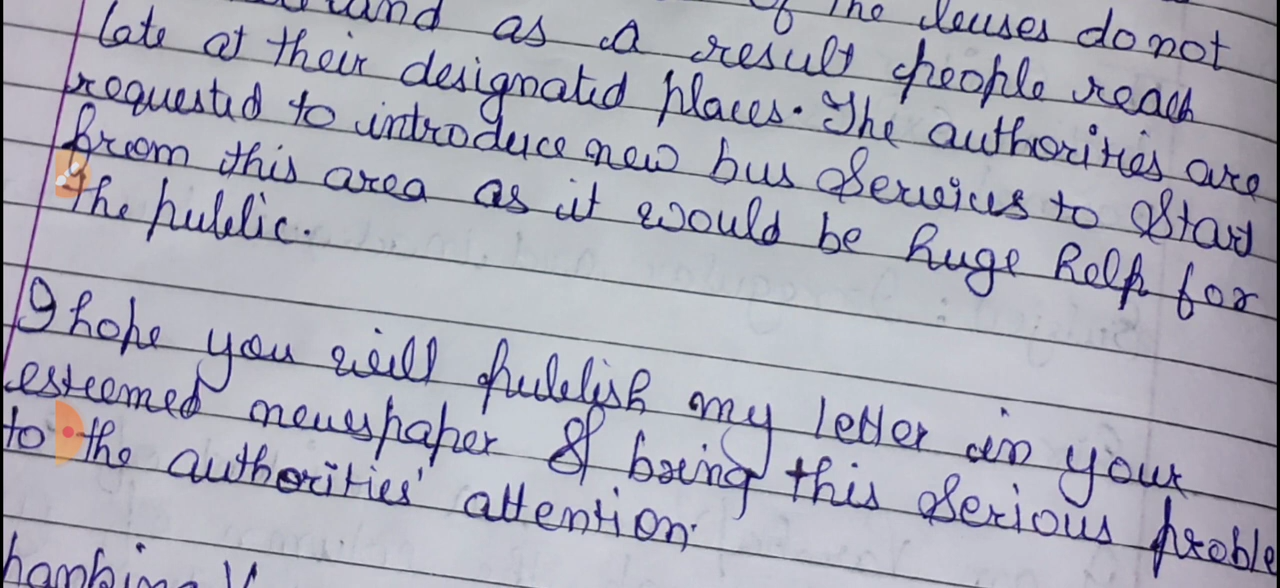 the buses do not
as a result people reach
late at their designated places. The authorities are
requested to introduce new bus services to start
from this area as it would be huge help for
the public.
I hope you will publish my letter in your
esteemed newspaper & bring this serious proble
to the authorities' attention.